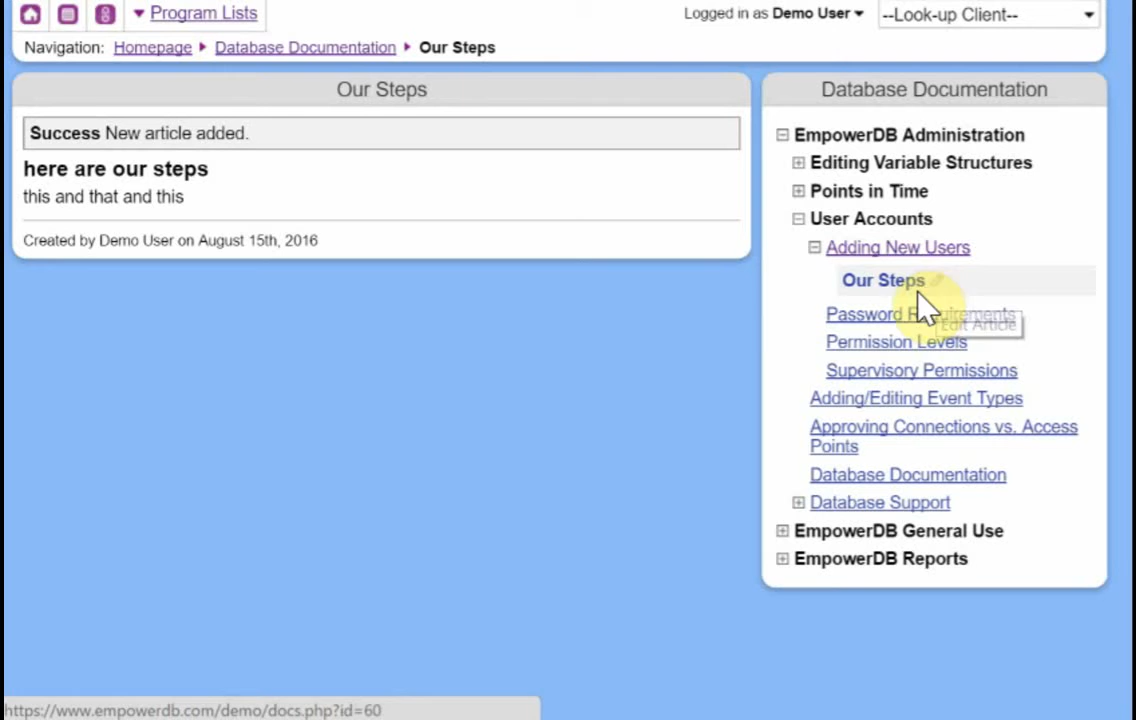 Program Lists
Logged in as Demo User
--Look-up Client--
Navigation: Homepage Database Documentation Our Steps
Our Steps
Success New article added.
here are our steps
this and that and this
Created by Demo User on August 15th, 2016
Database Documentation
EmpowerDB Administration
Editing Variable Structures
Points in Time
User Accounts
Adding New Users
Our Steps
Password Requirements
Edit Article
Permission Levels
Supervisory Permissions
Adding/Editing Event Types
Approving Connections vs. Access
Points
Database Documentation
Database Support
EmpowerDB General Use
EmpowerDB Reports
https://www.empowerdb.com/demo/docs.php?id=60